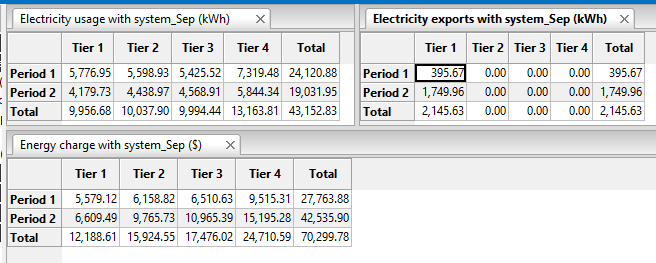 Electricity usage with system_Sep (kWh) ×
Tier 1 Tier 2 Tier 3 Tier 4 Total
Period 1 5,776.95 5,598.93 5,425.52 7,319.48 24,120.88
Period 2 4,179.73 4,438.97 4,568.91 5,844.34 19,031.95
Total 9,956.68 10,037.90 9,994.44 13,163.81 43,152.83
Electricity exports with system_Sep (kWh) ×
Tier 1 Tier 2 Tier 3 Tier 4 Total
Period 1 395.67 0.00 0.00 0.00 395.67
Period 2 1,749.96 0.00 0.00 0.00 1,749.96
Total 2,145.63 0.00 0.00 0.00 2,145.63
Energy charge with system_Sep ($) ×
Tier 1 Tier 2 Tier 3 Tier 4 Total
Period 1 5,579.12 6,158.82 6,510.63 9,515.31 27,763.88
Period 2 6,609.49 9,765.73 10,965.39 15,195.28 42,535.90
Total 12,188.61 15,924.55 17,476.02 24,710.59 70,299.78